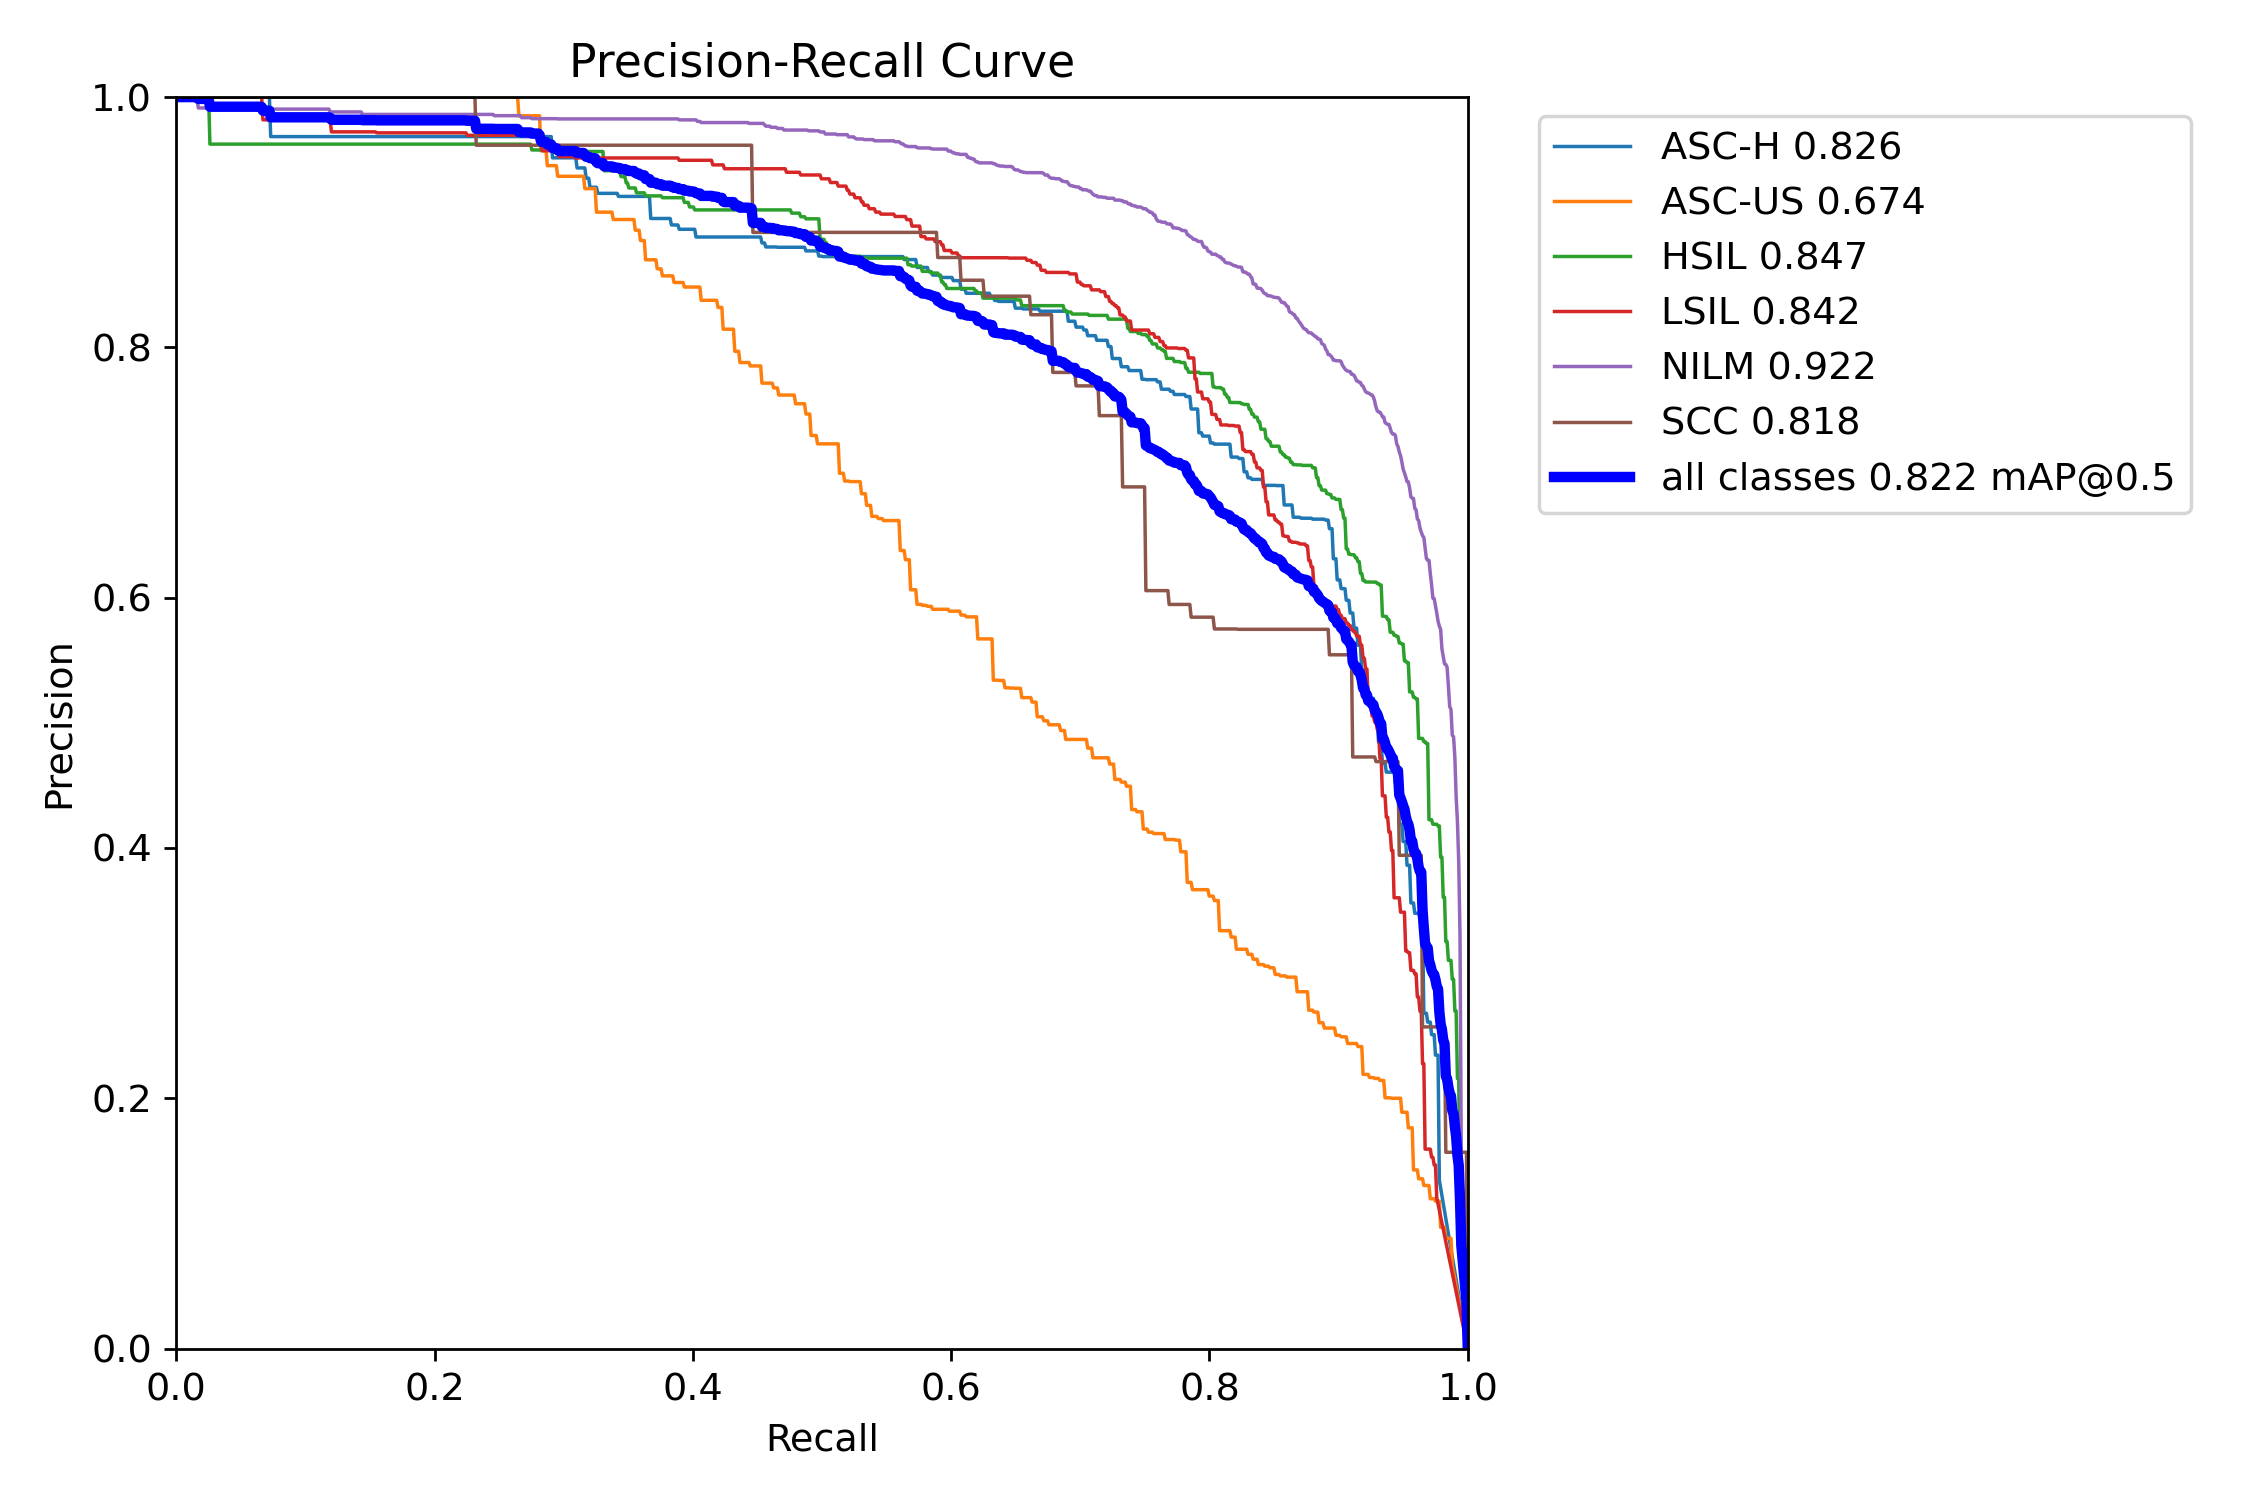 Precision-Recall Curve
1.0
0.8
0.6
0.4
0.2
0.0
Precision
0.0 0.2 0.4 0.6 0.8 1.0
Recall
ASC-H 0.826
ASC-US 0.674
HSIL 0.847
LSIL 0.842
NILM 0.922
SCC 0.818
all classes 0.822 mAP@0.5